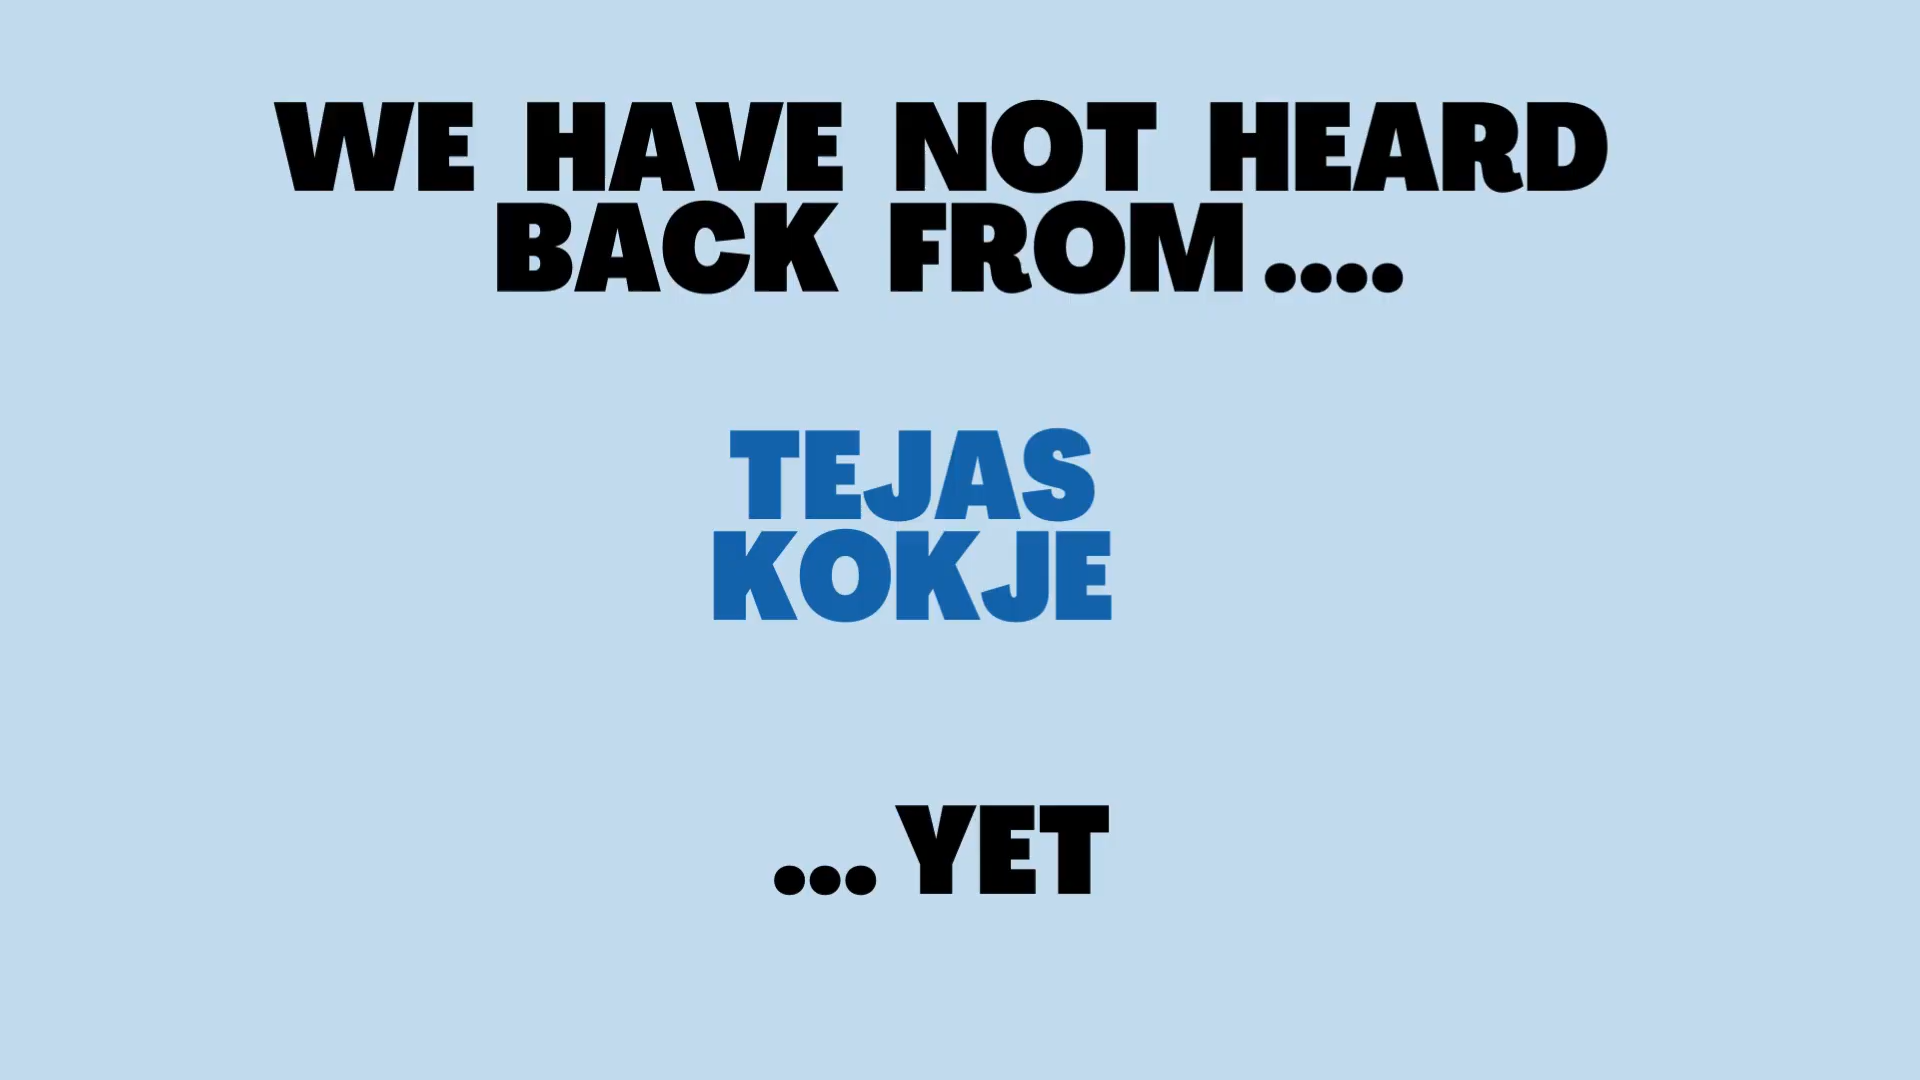 WE HAVE NOT HEARD
BACK FROM....
TEJAS
KOKJE
...YET